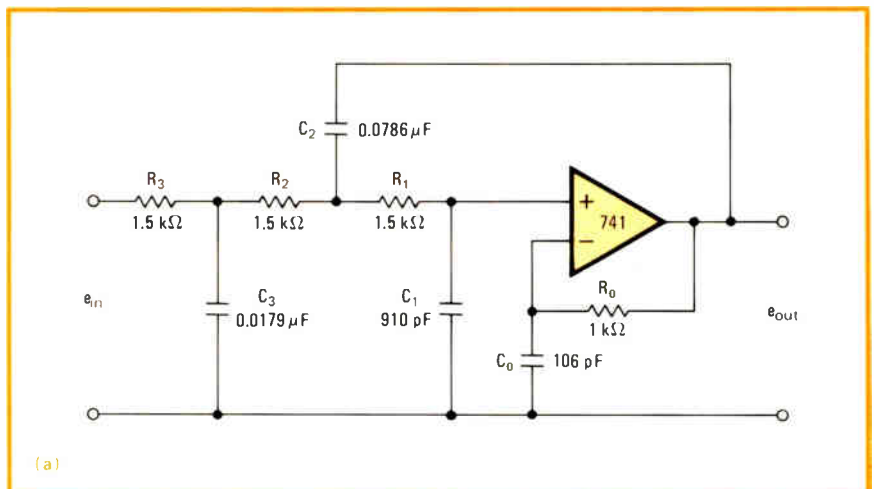 C2 0.0786 μF
R3
R2
R1
1.5 kΩ
1.5 kΩ
1.5 kΩ
+
741
−
ein
C3
0.0179 μF
C1
910 pF
R0
1 kΩ
eout
C0 106 pF
(a)